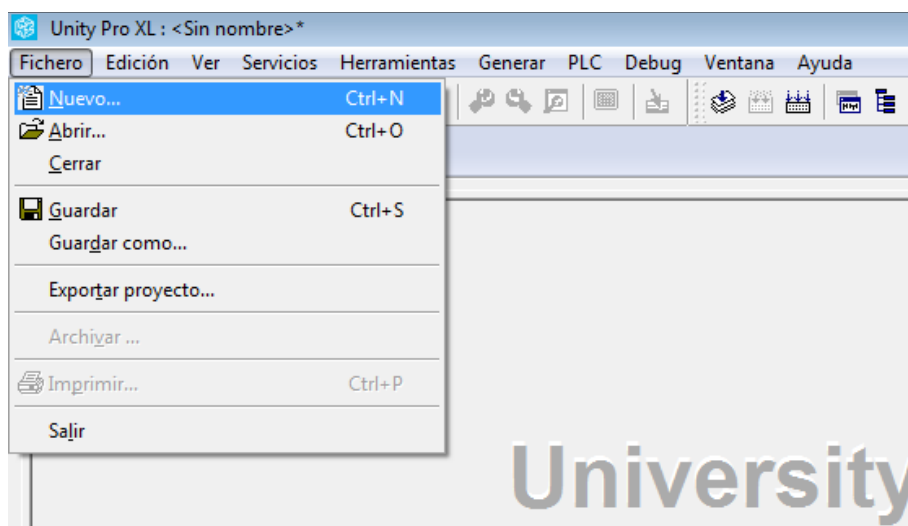 Unity Pro XL : <Sin nombre>*
Fichero Edición Ver Servicios Herramientas Generar PLC Debug Ventana Ayuda
Nuevo... Ctrl+N
Abrir... Ctrl+O
Cerrar
Guardar Ctrl+S
Guardar como...
Exportar proyecto...
Archivar ...
Imprimir... Ctrl+P
Salir
University